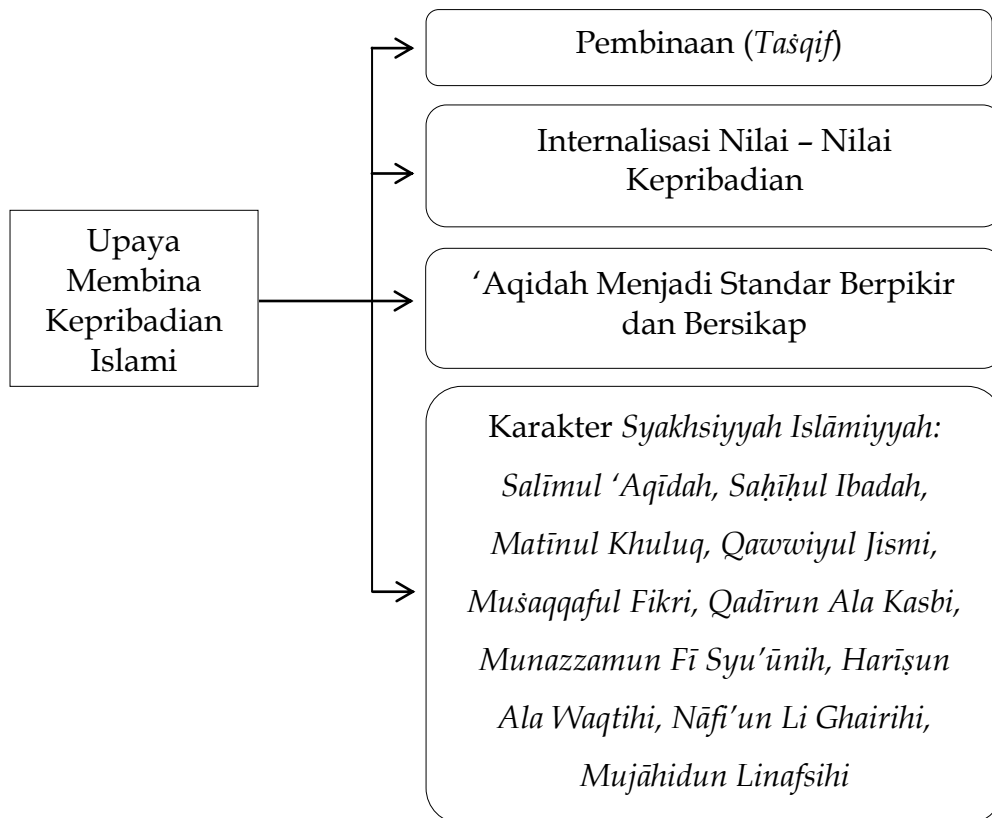 Pembinaan (Taṡqif)
Internalisasi Nilai – Nilai
Kepribadian
Upaya
Membina
Kepribadian
Islami
‘Aqidah Menjadi Standar Berpikir
dan Bersikap
Karakter Syakhsiyyah Islāmiyyah:
Salīmul ‘Aqīdah, Saḥīḥul Ibadah,
Matīnul Khuluq, Qawwiyul Jismi,
Muṡaqqaful Fikri, Qadīrun Ala Kasbi,
Munazzamun Fī Syu’ūnih, Harīṣun
Ala Waqtihi, Nāfi’un Li Ghairihi,
Mujāhidun Linafsihi